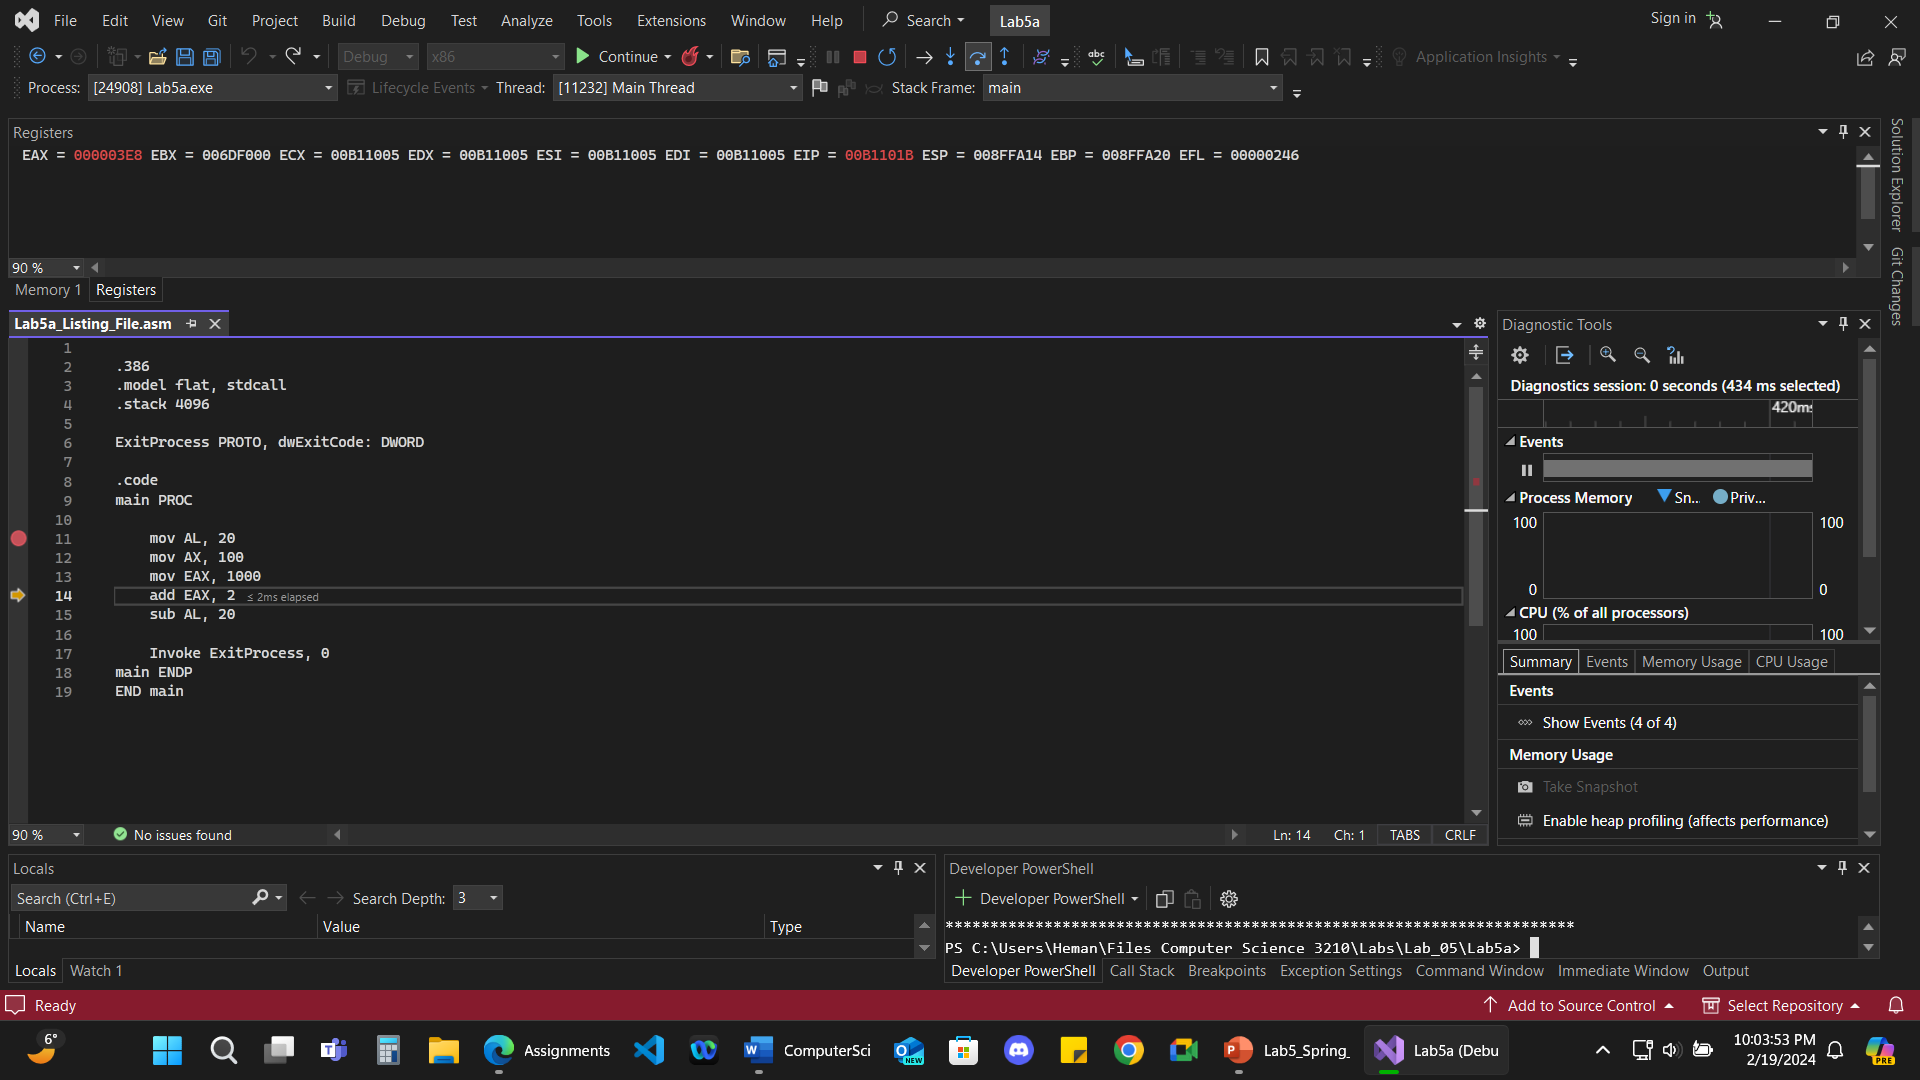 File Edit View Git Project Build Debug Test Analyze Tools Extensions Window Help Search Lab5a Sign in
Debug x86 Continue abc Application Insights
Process: [24908] Lab5a.exe Lifecycle Events Thread: [11232] Main Thread Stack Frame: main
Registers
EAX = 000003E8 EBX = 006DF000 ECX = 00B11005 EDX = 00B11005 ESI = 00B11005 EDI = 00B11005 EIP = 00B1101B ESP = 008FFA14 EBP = 008FFA20 EFL = 00000246
90 %
Memory 1 Registers
Solution Explorer
Git Changes
Lab5a_Listing_File.asm
1
2 .386
3 .model flat, stdcall
4 .stack 4096
5
6 ExitProcess PROTO, dwExitCode: DWORD
7
8 .code
9 main PROC
10
11 mov AL, 20
12 mov AX, 100
13 mov EAX, 1000
14 add EAX, 2 ≤ 2ms elapsed
15 sub AL, 20
16
17 Invoke ExitProcess, 0
18 main ENDP
19 END main
90 % No issues found Ln: 14 Ch: 1 TABS CRLF
Diagnostic Tools
Diagnostics session: 0 seconds (434 ms selected)
420ms
Events
Process Memory Sn... Priv...
100 100
0 0
CPU (% of all processors)
100 100
Summary Events Memory Usage CPU Usage
Events
Show Events (4 of 4)
Memory Usage
Take Snapshot
Enable heap profiling (affects performance)
Locals
Search (Ctrl+E) Search Depth: 3
Name Value Type
Locals Watch 1
Developer PowerShell
Developer PowerShell
**********************************************************************
PS C:\Users\Heman\Files Computer Science 3210\Labs\Lab_05\Lab5a>
Developer PowerShell Call Stack Breakpoints Exception Settings Command Window Immediate Window Output
Ready Add to Source Control Select Repository
6° Assignments ComputerSci NEW Lab5_Spring_ Lab5a (Debu 10:03:53 PM
2/19/2024 PRE